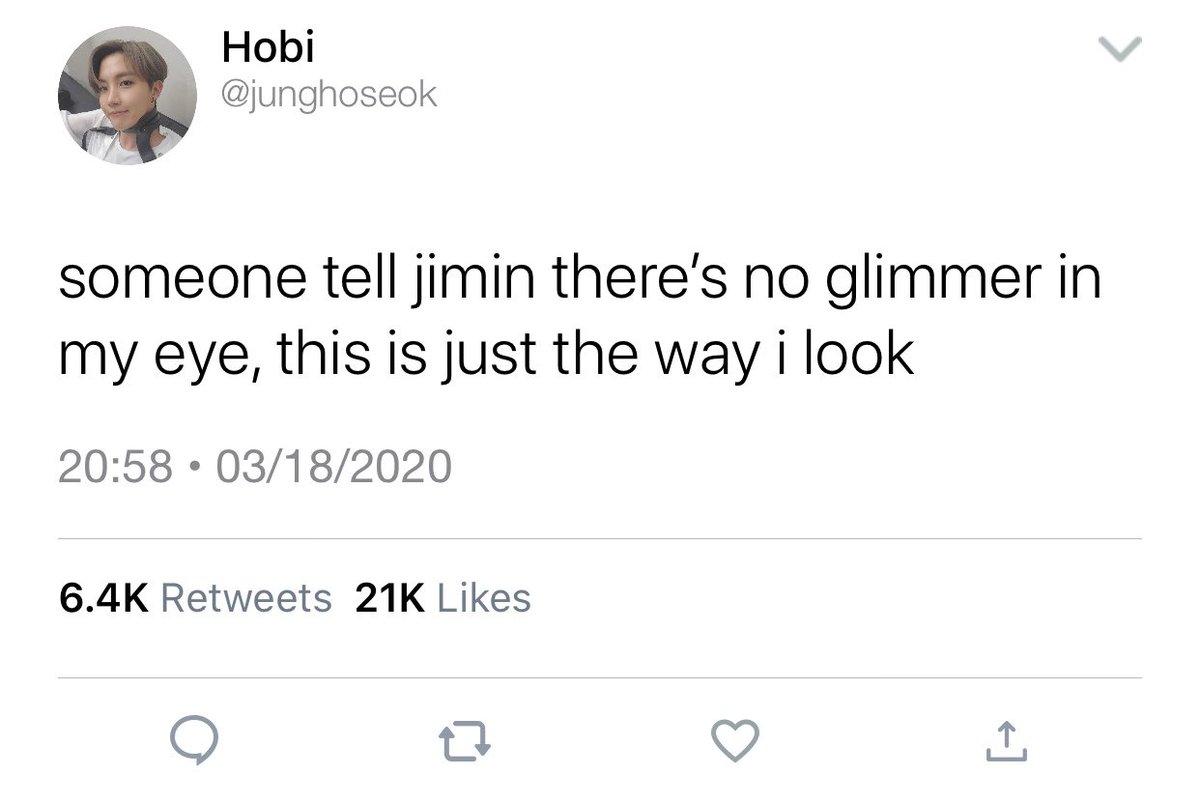 Hobi
@junghoseok
someone tell jimin there’s no glimmer in
my eye, this is just the way i look
20:58 • 03/18/2020
6.4K Retweets 21K Likes